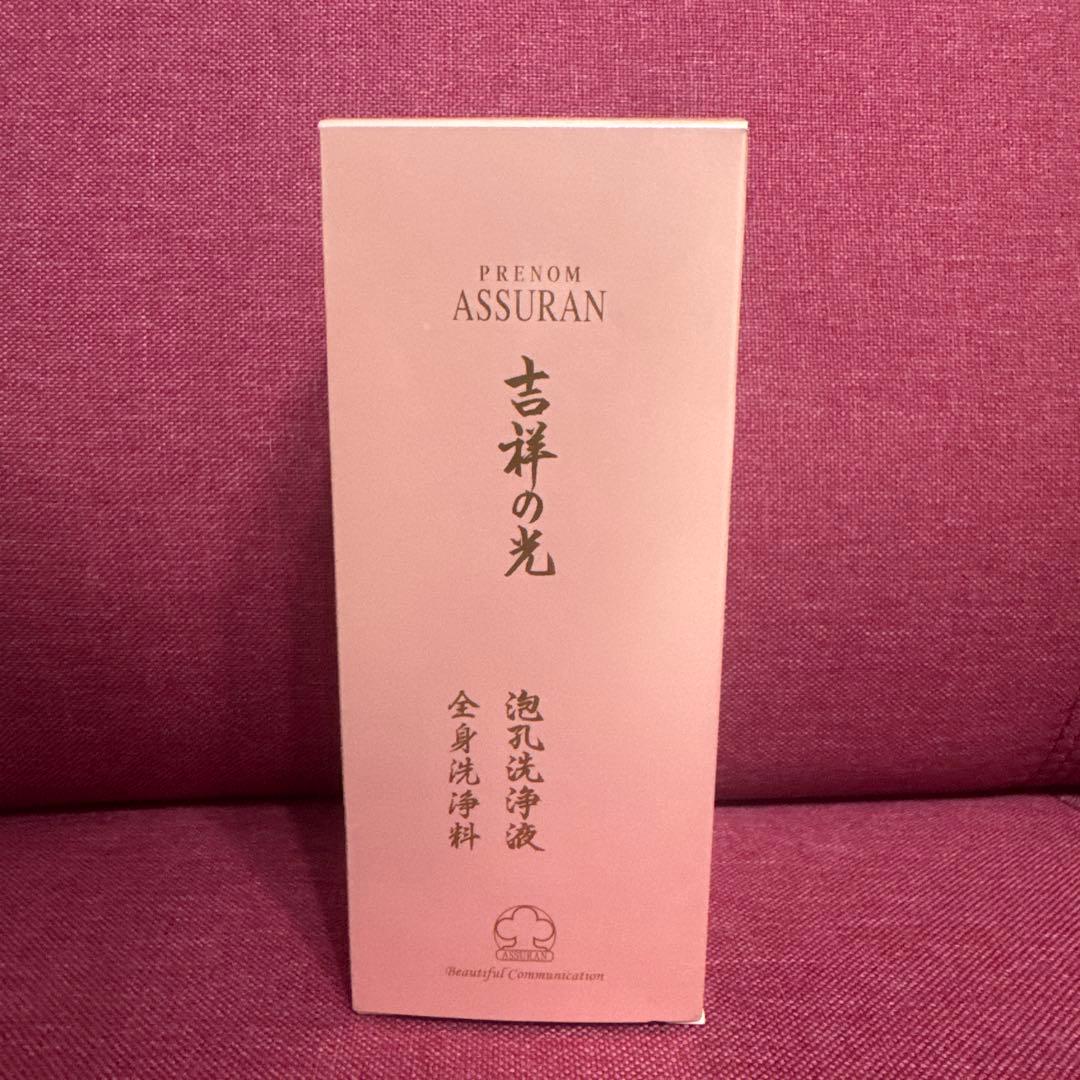 PRENOM
ASSURAN
吉祥の光
泡孔洗浄液
全身洗浄料
ASSURAN
Beautiful Communication